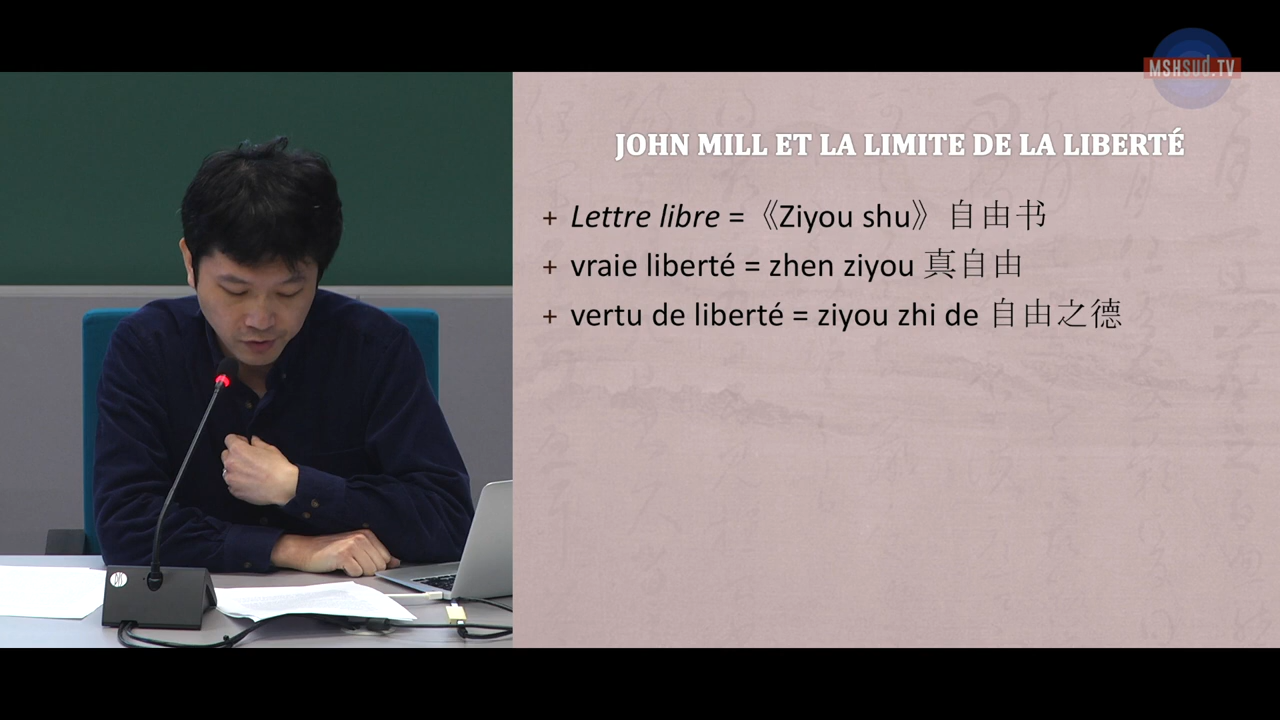 MSHsud.TV
JOHN MILL ET LA LIMITE DE LA LIBERTÉ
+ Lettre libre =《Ziyou shu》自由书
+ vraie liberté = zhen ziyou 真自由
+ vertu de liberté = ziyou zhi de 自由之德